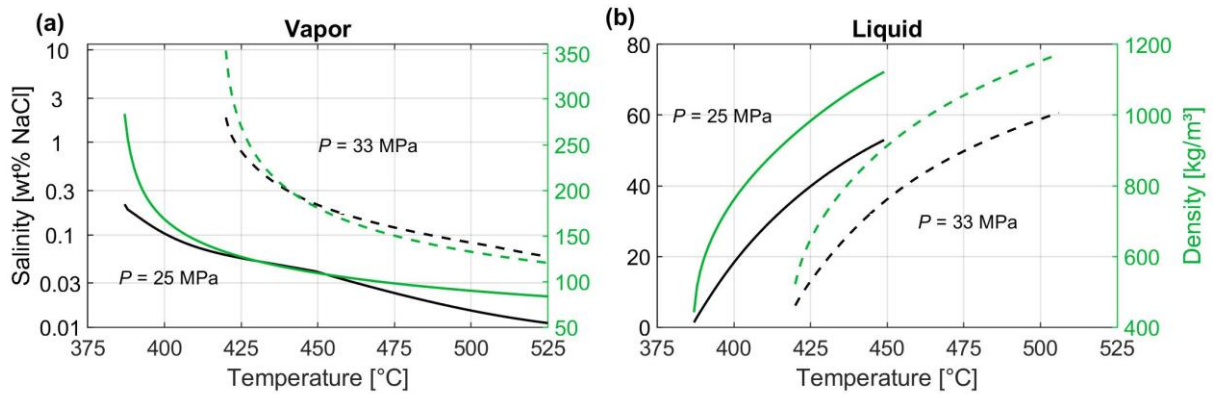 (a)
Vapor
Salinity [wt% NaCl]
10
3
1
0.3
0.1
0.03
0.01
350
300
250
200
150
100
50
P = 33 MPa
P = 25 MPa
375 400 425 450 475 500 525
Temperature [°C]
(b)
Liquid
80
60
40
20
0
1200
1000
800
600
400
Density [kg/m³]
P = 25 MPa
P = 33 MPa
375 400 425 450 475 500 525
Temperature [°C]